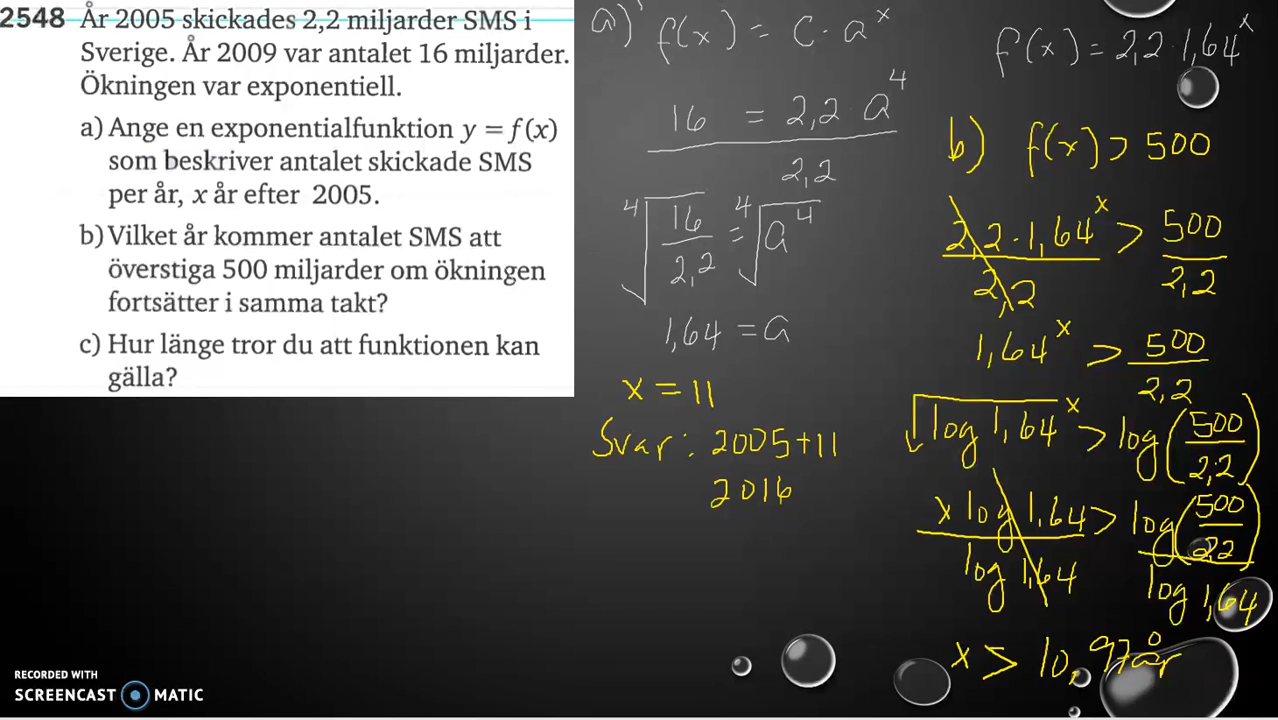 2548 År 2005 skickades 2,2 miljarder SMS i
Sverige. År 2009 var antalet 16 miljarder.
Ökningen var exponentiell.
a) Ange en exponentialfunktion y = f(x)
som beskriver antalet skickade SMS
per år, x år efter 2005.
b) Vilket år kommer antalet SMS att
överstiga 500 miljarder om ökningen
fortsätter i samma takt?
c) Hur länge tror du att funktionen kan
gälla?
a) f(x) = C · a^x
16 = 2,2 · a^4
2,2
⁴√(16/2,2) = ⁴√(a^4)
1,64 = a
x = 11
Svar: 2005+11
2016
f(x) = 2,2 · 1,64^x
b) f(x) > 500
2,2 · 1,64^x / 2,2 > 500/2,2
1,64^x > 500/2,2
log 1,64^x > log(500/2,2)
x log 1,64 / log 1,64 > log(500/2,2) / log 1,64
x > 10,97 år
RECORDED WITH
SCREENCAST MATIC